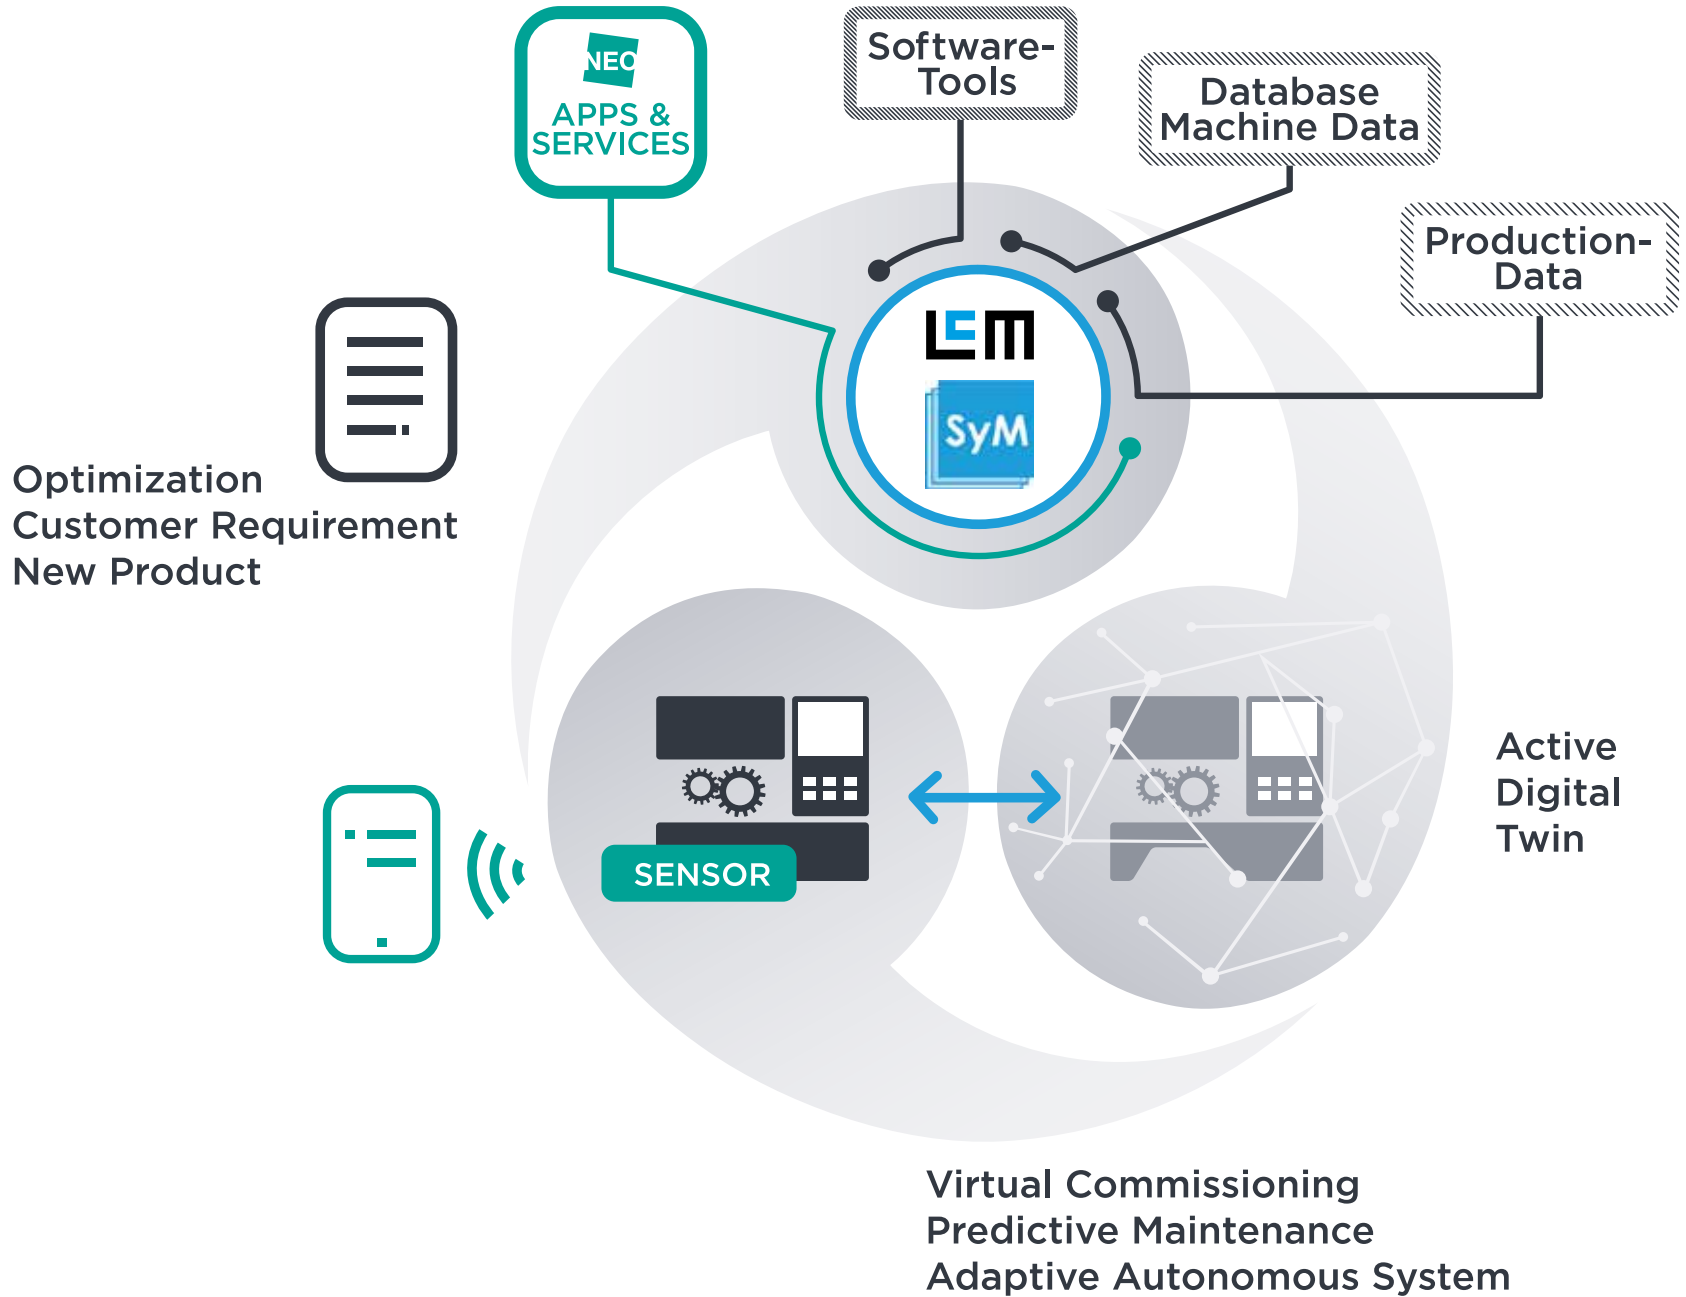 NEO
APPS &
SERVICES
Software-
Tools
Database
Machine Data
Production-
Data
LEM
SyM
Optimization
Customer Requirement
New Product
SENSOR
Active
Digital
Twin
Virtual Commissioning
Predictive Maintenance
Adaptive Autonomous System